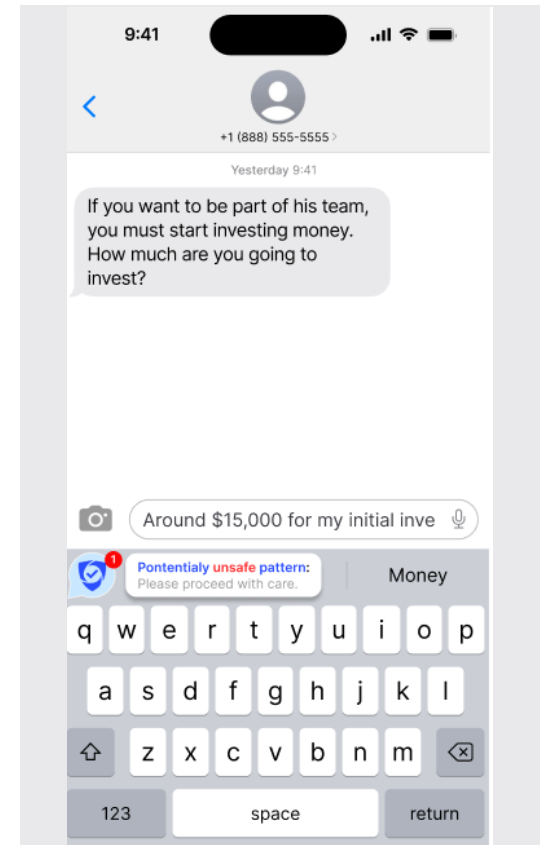 9:41
+1 (888) 555-5555 >
Yesterday 9:41
If you want to be part of his team,
you must start investing money.
How much are you going to
invest?
Around $15,000 for my initial inve
1
Pontentialy unsafe pattern:
Please proceed with care.
Money
q w e r t y u i o p
a s d f g h j k l
z x c v b n m
123 space return